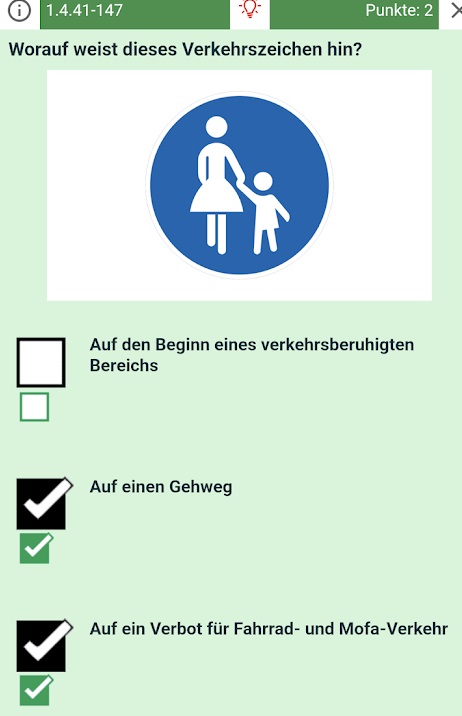 1.4.41-147
Punkte: 2
Worauf weist dieses Verkehrszeichen hin?
Auf den Beginn eines verkehrsberuhigten
Bereichs
Auf einen Gehweg
Auf ein Verbot für Fahrrad- und Mofa-Verkehr